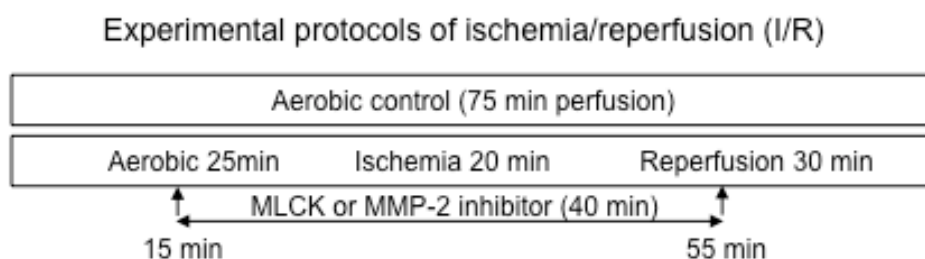 Experimental protocols of ischemia/reperfusion (I/R)
Aerobic control (75 min perfusion)
Aerobic 25min Ischemia 20 min Reperfusion 30 min
MLCK or MMP-2 inhibitor (40 min)
15 min 55 min